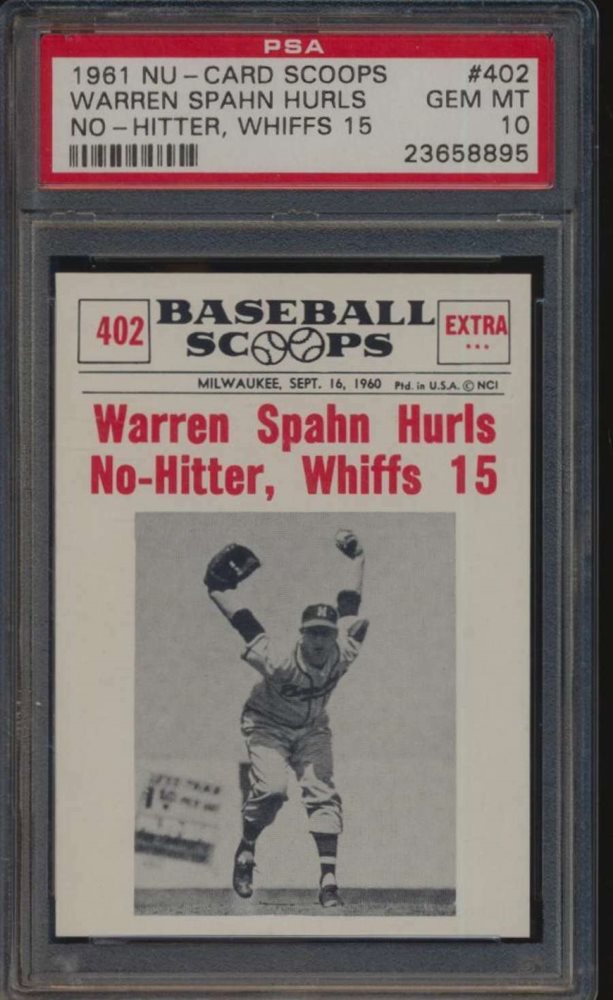 PSA
1961 NU-CARD SCOOPS #402
WARREN SPAHN HURLS GEM MT
NO-HITTER, WHIFFS 15 10
23658895
402 BASEBALL SCOOPS EXTRA
MILWAUKEE, SEPT. 16, 1960 Ptd. in U.S.A. © NCI
Warren Spahn Hurls
No-Hitter, Whiffs 15